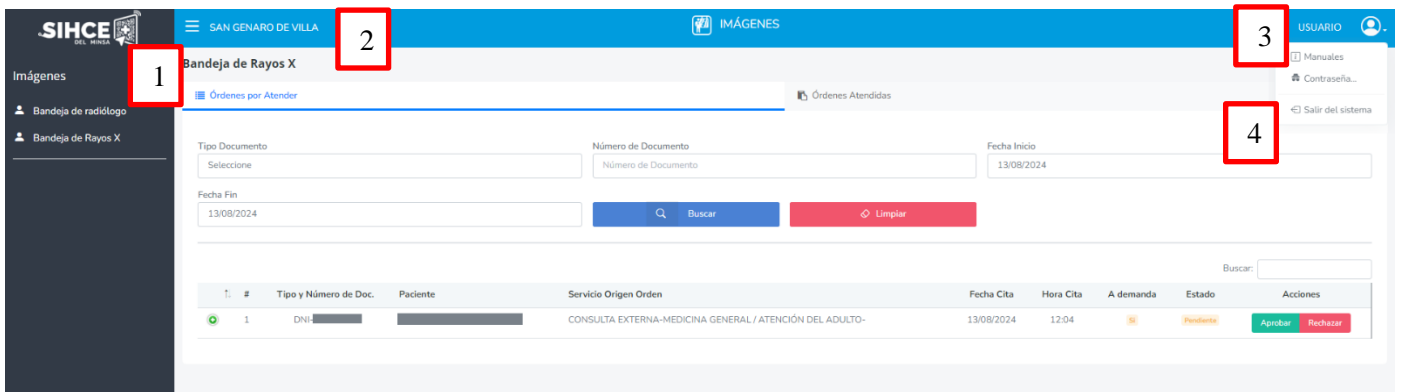 SIHCE
DEL MINSA
SAN GENARO DE VILLA
IMÁGENES
USUARIO
1
2
3
4
Manuales
Contraseña...
Salir del sistema
Imágenes
Bandeja de radiólogo
Bandeja de Rayos X
Bandeja de Rayos X
Órdenes por Atender
Órdenes Atendidas
Tipo Documento
Número de Documento
Fecha Inicio
Seleccione
Número de Documento
13/08/2024
Fecha Fin
13/08/2024
Buscar
Limpiar
Buscar:
# Tipo y Número de Doc. Paciente Servicio Origen Orden Fecha Cita Hora Cita A demanda Estado Acciones
1 DNI- CONSULTA EXTERNA-MEDICINA GENERAL / ATENCIÓN DEL ADULTO- 13/08/2024 12:04 SI Pendiente Aprobar Rechazar